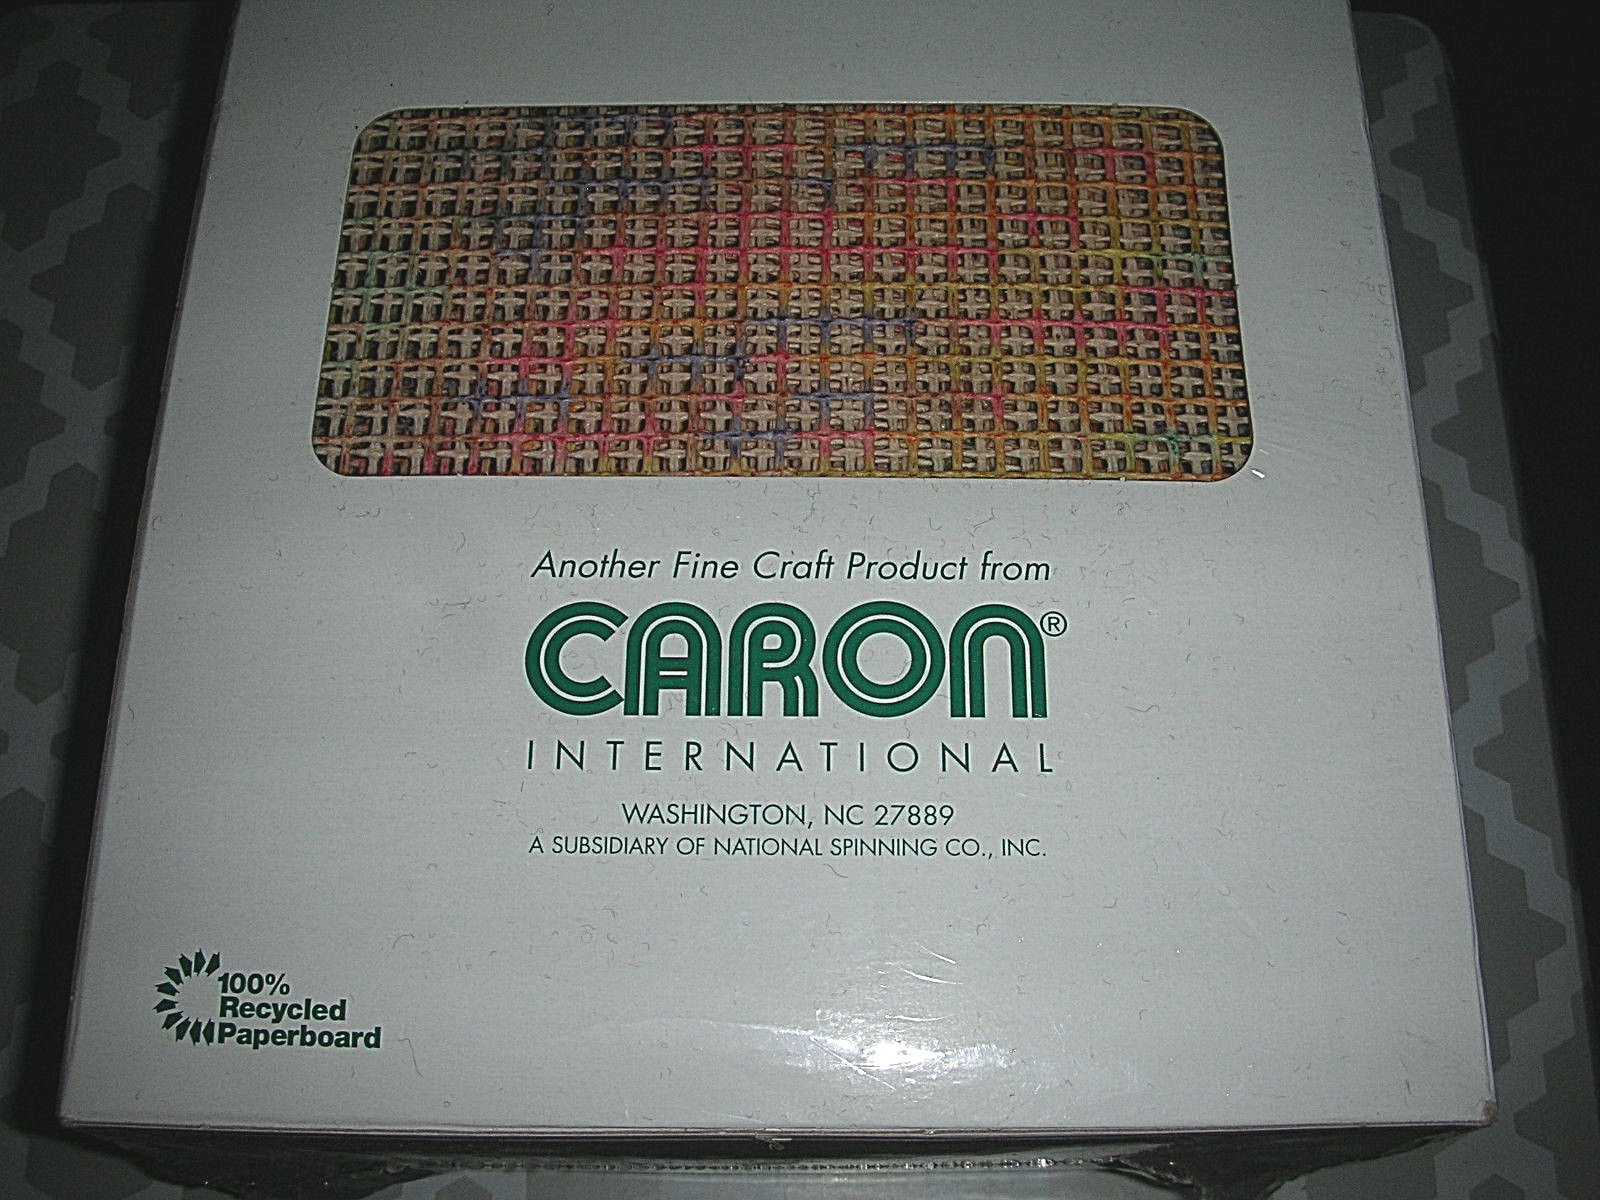 Another Fine Craft Product from
CARON®
INTERNATIONAL
WASHINGTON, NC 27889
A SUBSIDIARY OF NATIONAL SPINNING CO., INC.
100%
Recycled
Paperboard